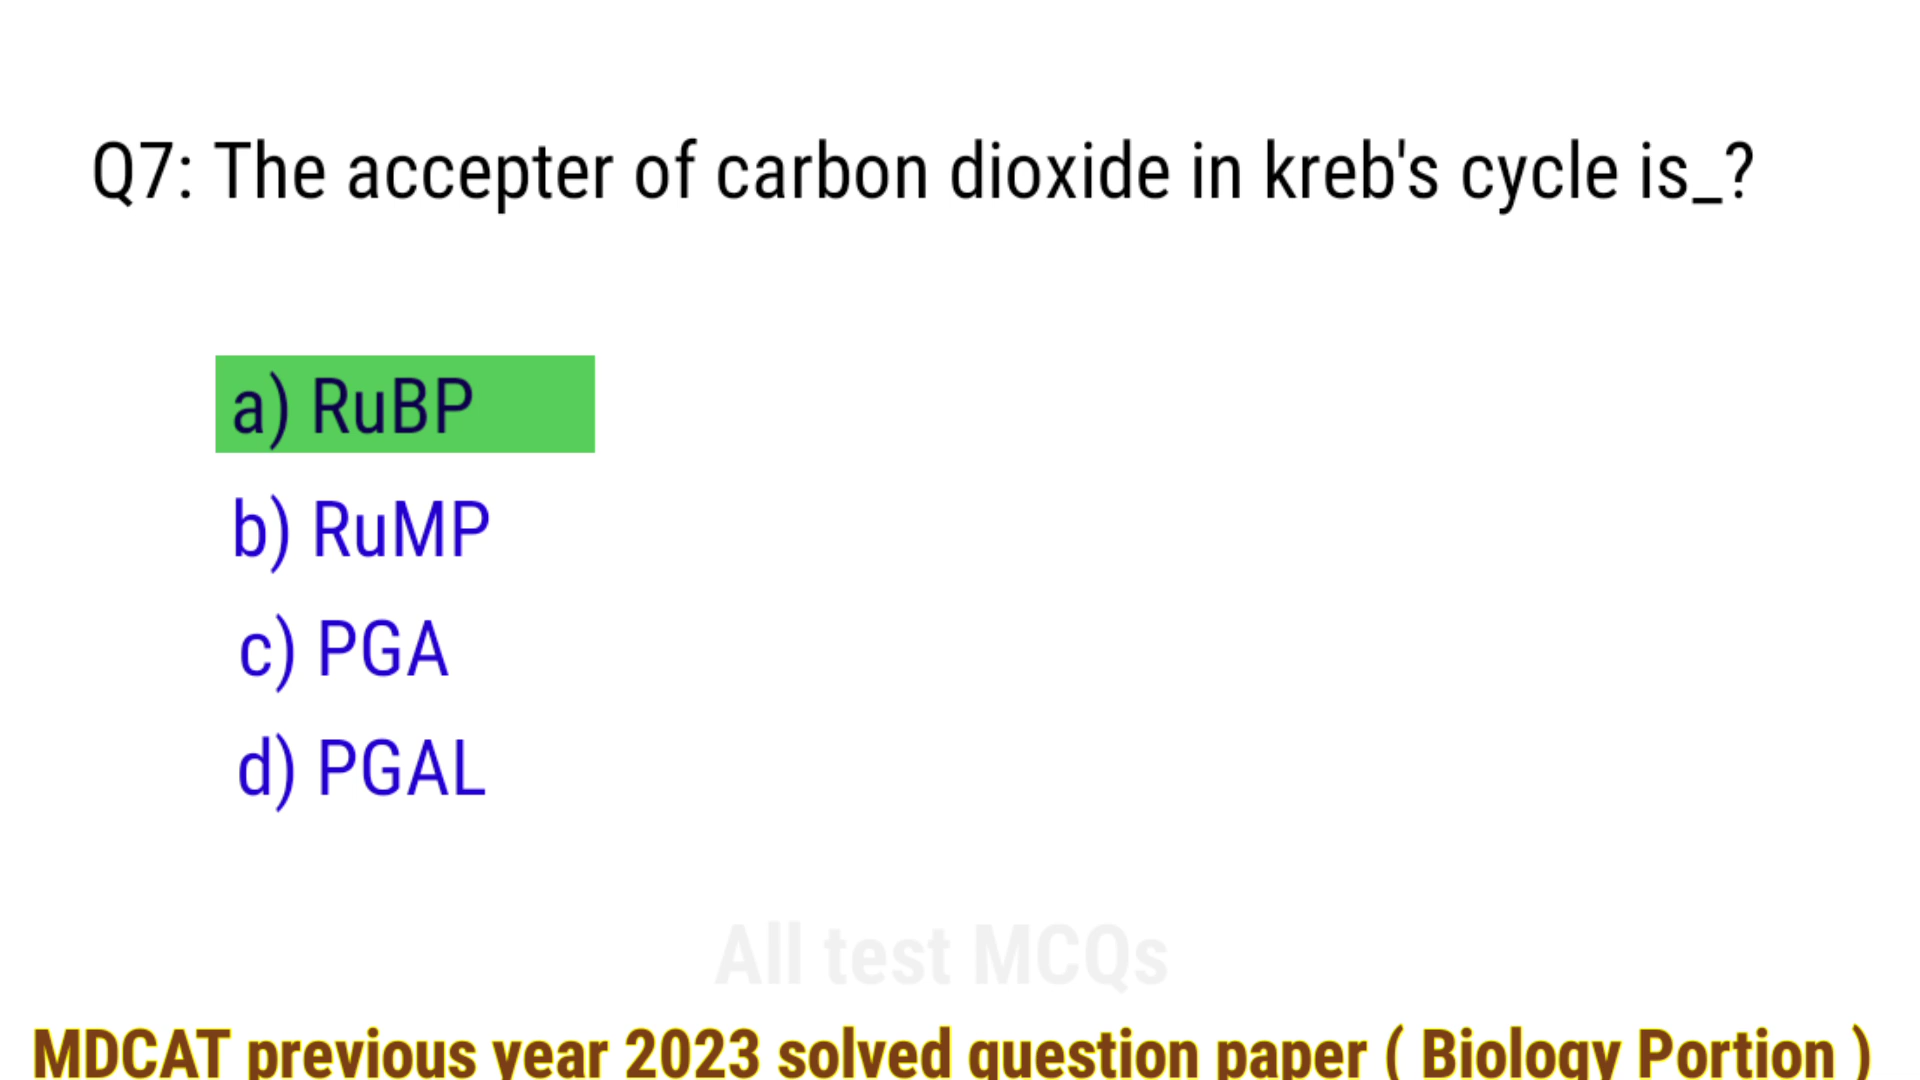 Q7: The accepter of carbon dioxide in kreb's cycle is_?
a) RuBP
b) RuMP
c) PGA
d) PGAL
All test MCQs
MDCAT previous year 2023 solved question paper ( Biology Portion )